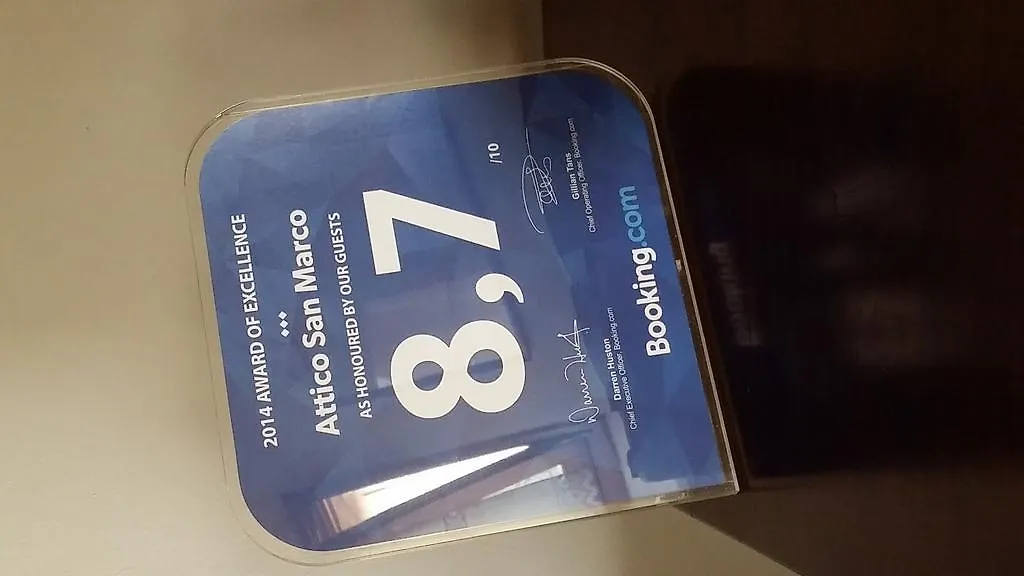 2014 AWARD OF EXCELLENCE
Attico San Marco
AS HONOURED BY OUR GUESTS
8,7
/10
Darren Huston
Chief Executive Officer, Booking.com
Gillian Tans
Chief Operating Officer, Booking.com
Booking.com